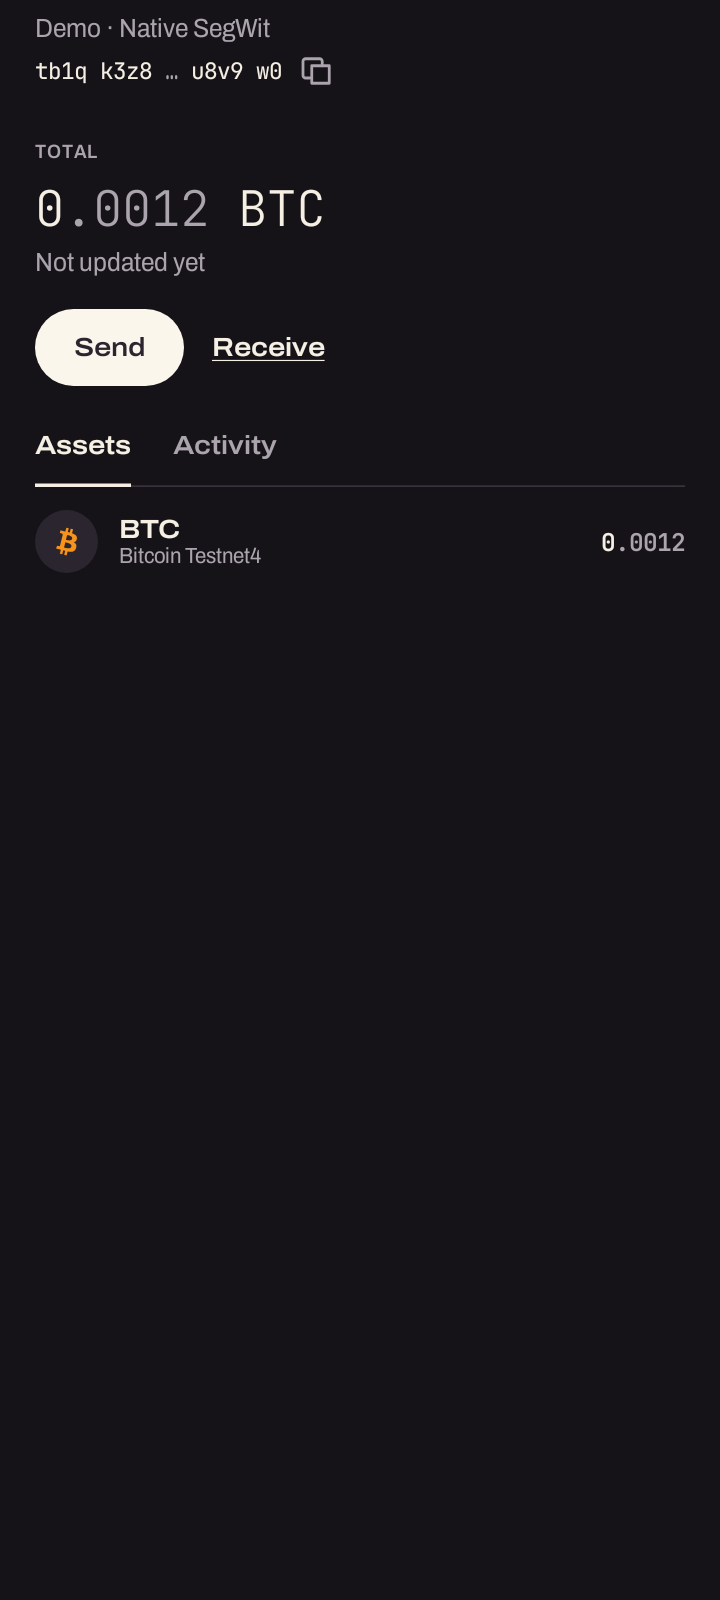 Demo · Native SegWit
tb1q k3z8 … u8v9 w0
TOTAL
0.0012 BTC
Not updated yet
Send
Receive
Assets
Activity
BTC
Bitcoin Testnet4
0.0012